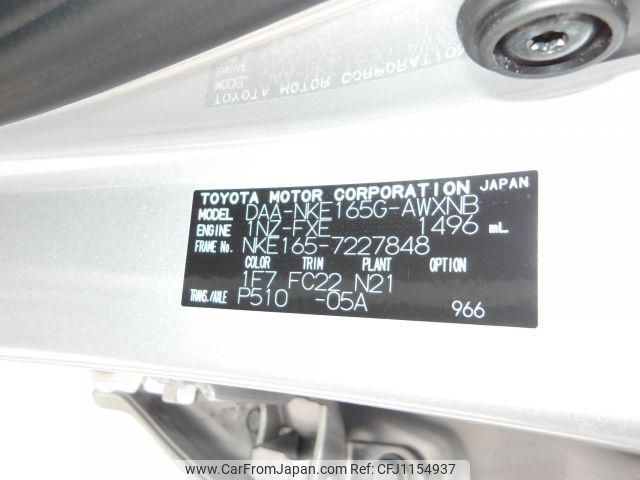 TOYOTA MOTOR CORPORATION JAPAN
MODEL DAA-NKE165G-AWXNB
ENGINE 1NZ-FXE 1496 mL
FRAME No. NKE165-7227848
COLOR TRIM PLANT OPTION
1F7 FC22 N21
TRANS./AXLE P510 -05A
966
www.CarFromJapan.com Ref No CFJ1154937